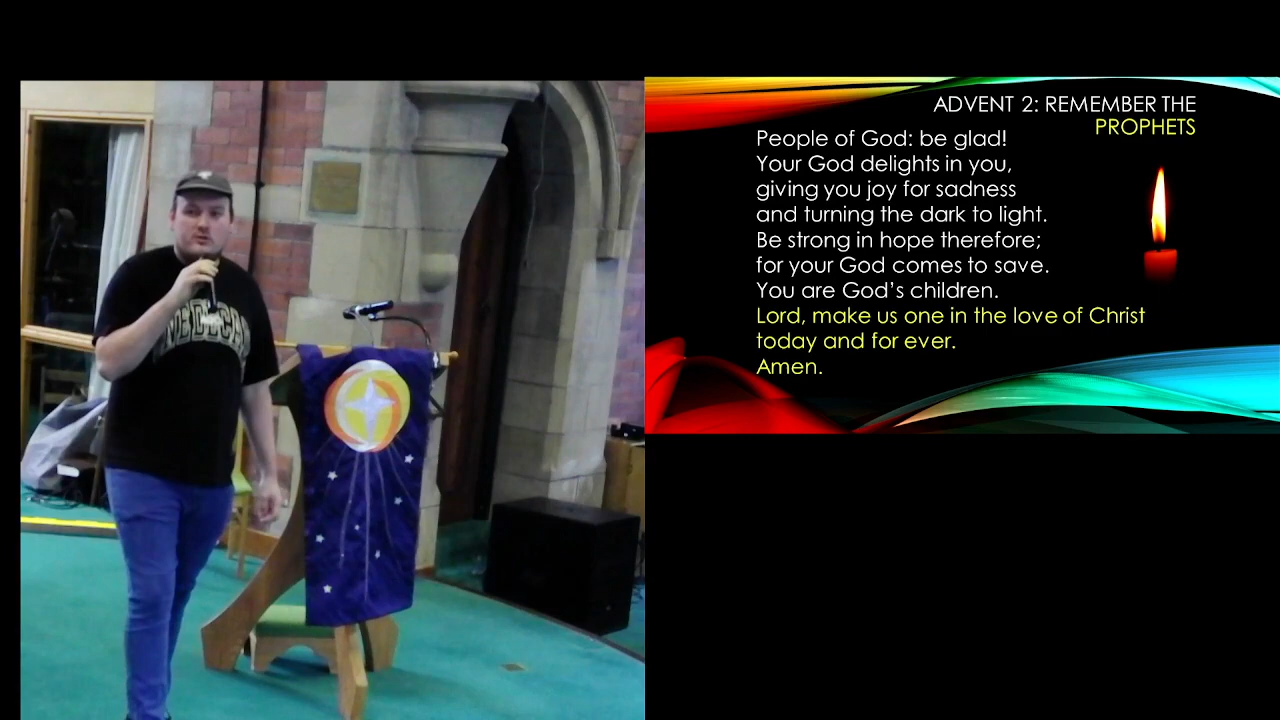 ADVENT 2: REMEMBER THE
PROPHETS
People of God: be glad!
Your God delights in you,
giving you joy for sadness
and turning the dark to light.
Be strong in hope therefore;
for your God comes to save.
You are God’s children.
Lord, make us one in the love of Christ
today and for ever.
Amen.